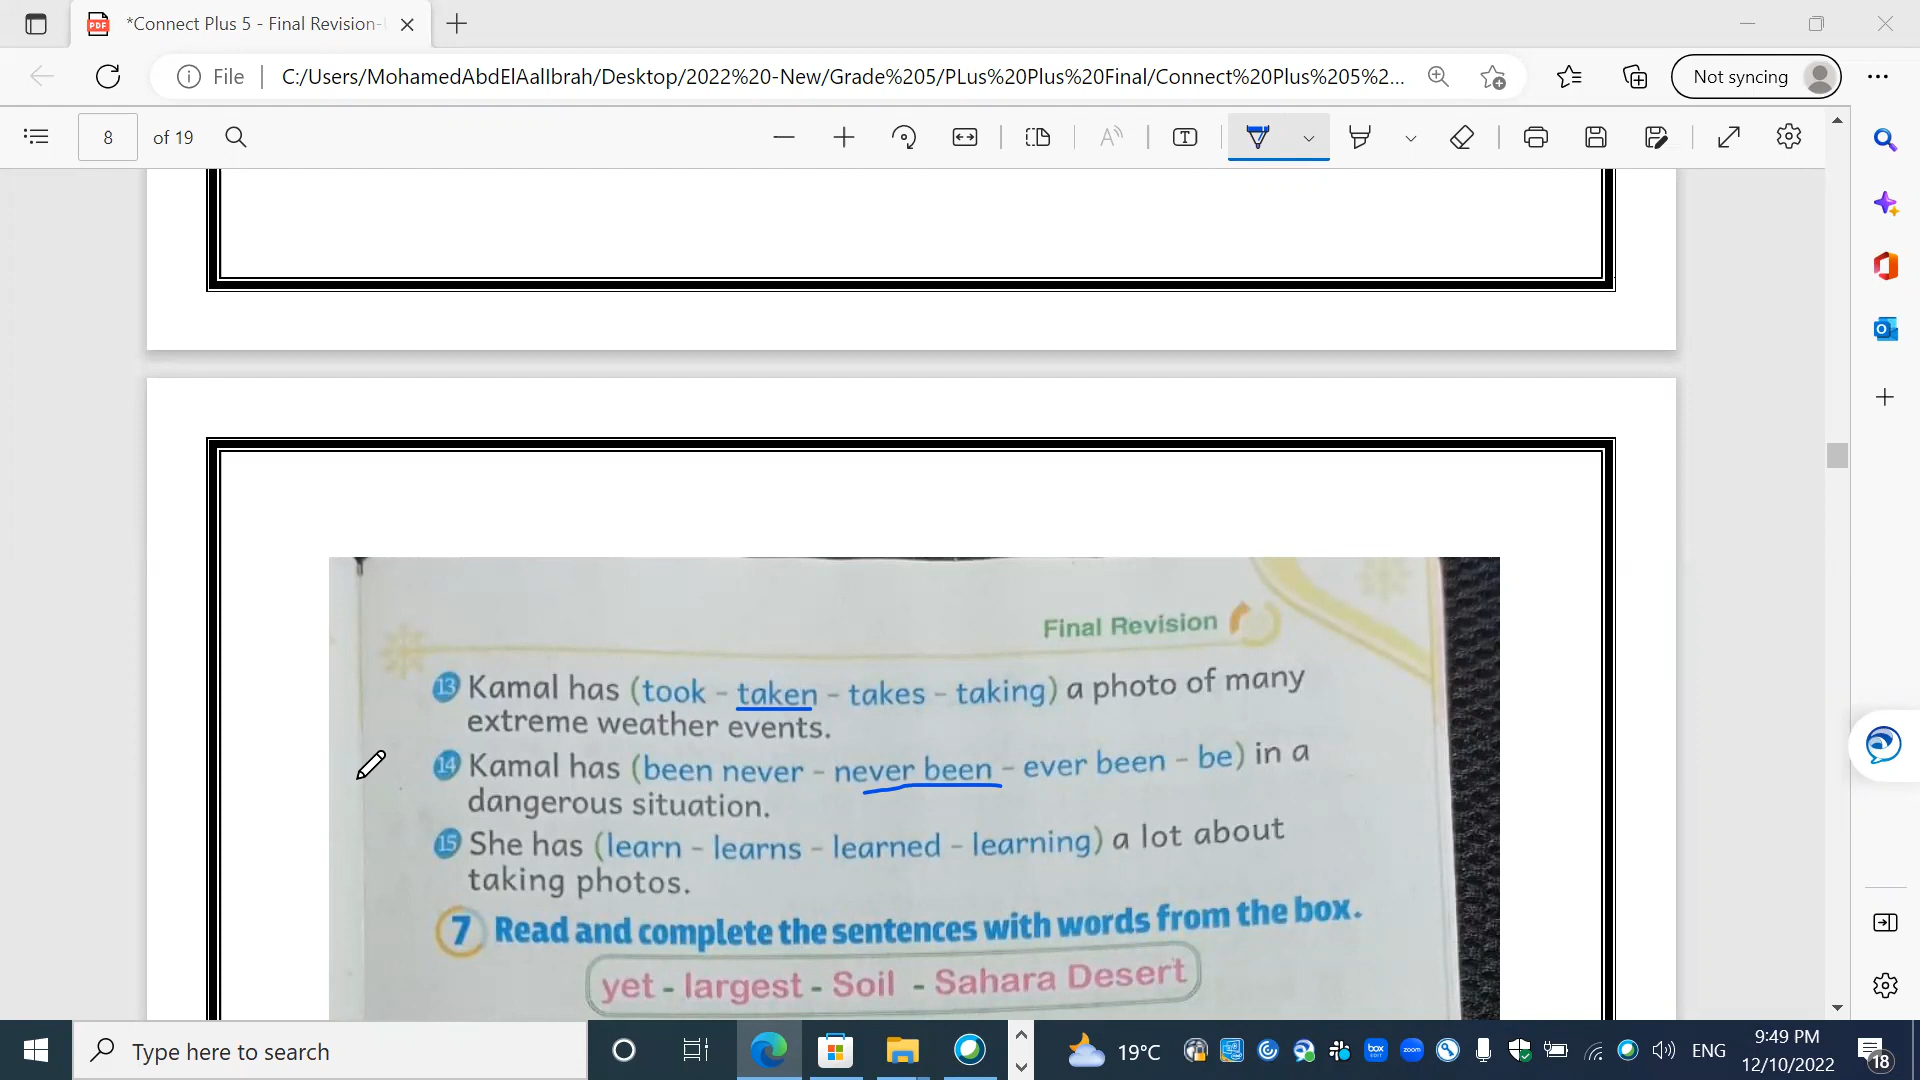 *Connect Plus 5 - Final Revision-
File
C:/Users/MohamedAbdElAalIbrah/Desktop/2022%20-New/Grade%205/PLus%20Plus%20Final/Connect%20Plus%205%2...
Not syncing
8 of 19
Final Revision
13 Kamal has (took - taken - takes - taking) a photo of many
extreme weather events.
14 Kamal has (been never - never been - ever been - be) in a
dangerous situation.
15 She has (learn - learns - learned - learning) a lot about
taking photos.
7 Read and complete the sentences with words from the box.
yet - largest - Soil - Sahara Desert
Type here to search
19°C
ENG
9:49 PM
12/10/2022
18